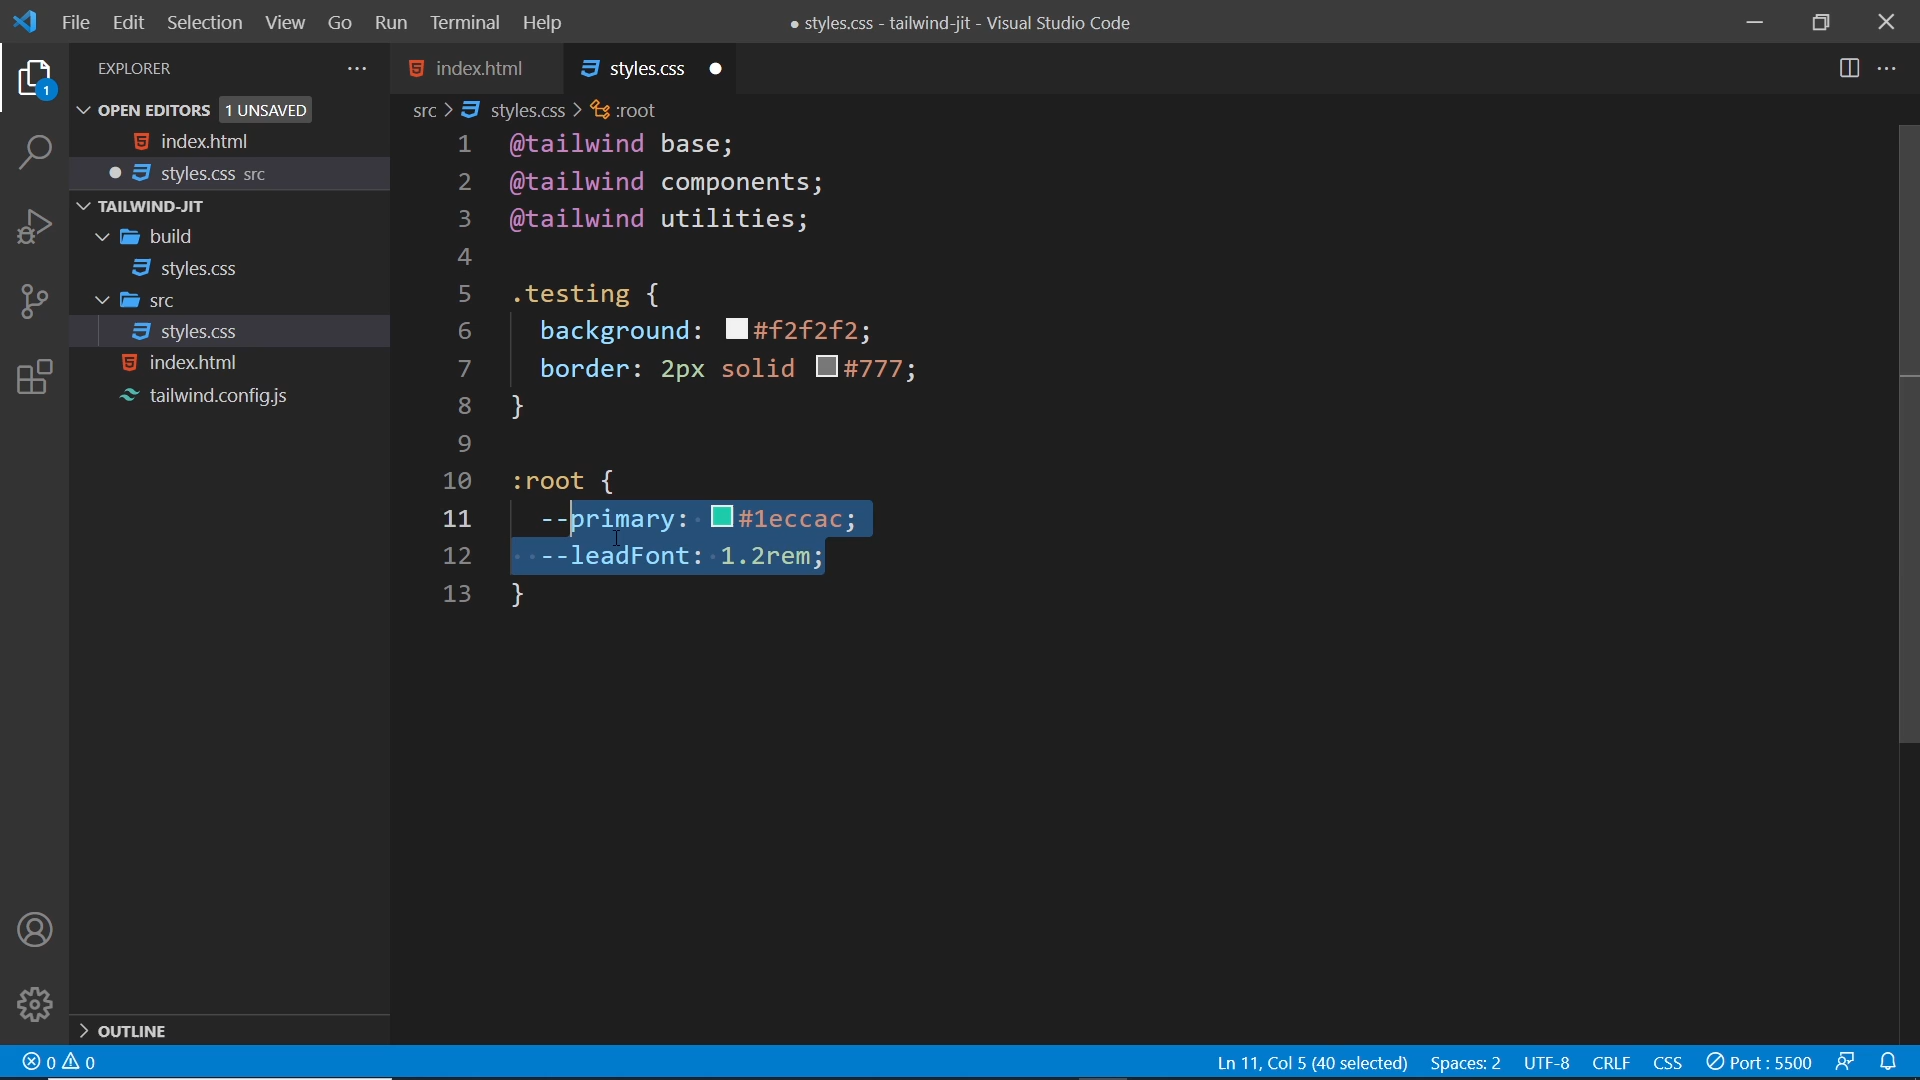 File Edit Selection View Go Run Terminal Help
● styles.css - tailwind-jit - Visual Studio Code
EXPLORER
index.html
styles.css
1
OPEN EDITORS 1 UNSAVED
src > styles.css > :root
index.html
styles.css src
TAILWIND-JIT
build
styles.css
src
styles.css
index.html
tailwind.config.js
1 @tailwind base;
2 @tailwind components;
3 @tailwind utilities;
4
5 .testing {
6 background: #f2f2f2;
7 border: 2px solid #777;
8 }
9
10 :root {
11 --primary: #1eccac;
12 --leadFont: 1.2rem;
13 }
OUTLINE
0 0
Ln 11, Col 5 (40 selected) Spaces: 2 UTF-8 CRLF CSS Port : 5500